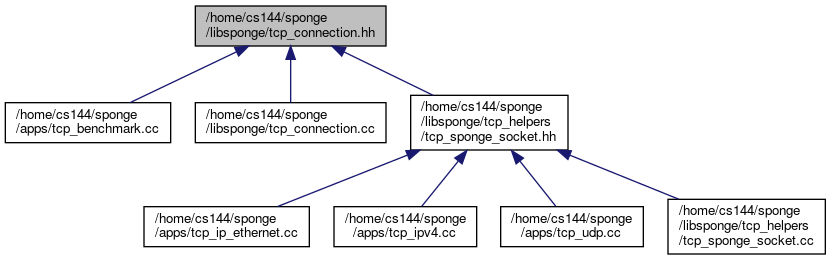 /home/cs144/sponge
/libsponge/tcp_connection.hh
/home/cs144/sponge
/apps/tcp_benchmark.cc
/home/cs144/sponge
/libsponge/tcp_connection.cc
/home/cs144/sponge
/libsponge/tcp_helpers
/tcp_sponge_socket.hh
/home/cs144/sponge
/apps/tcp_ip_ethernet.cc
/home/cs144/sponge
/apps/tcp_ipv4.cc
/home/cs144/sponge
/apps/tcp_udp.cc
/home/cs144/sponge
/libsponge/tcp_helpers
/tcp_sponge_socket.cc